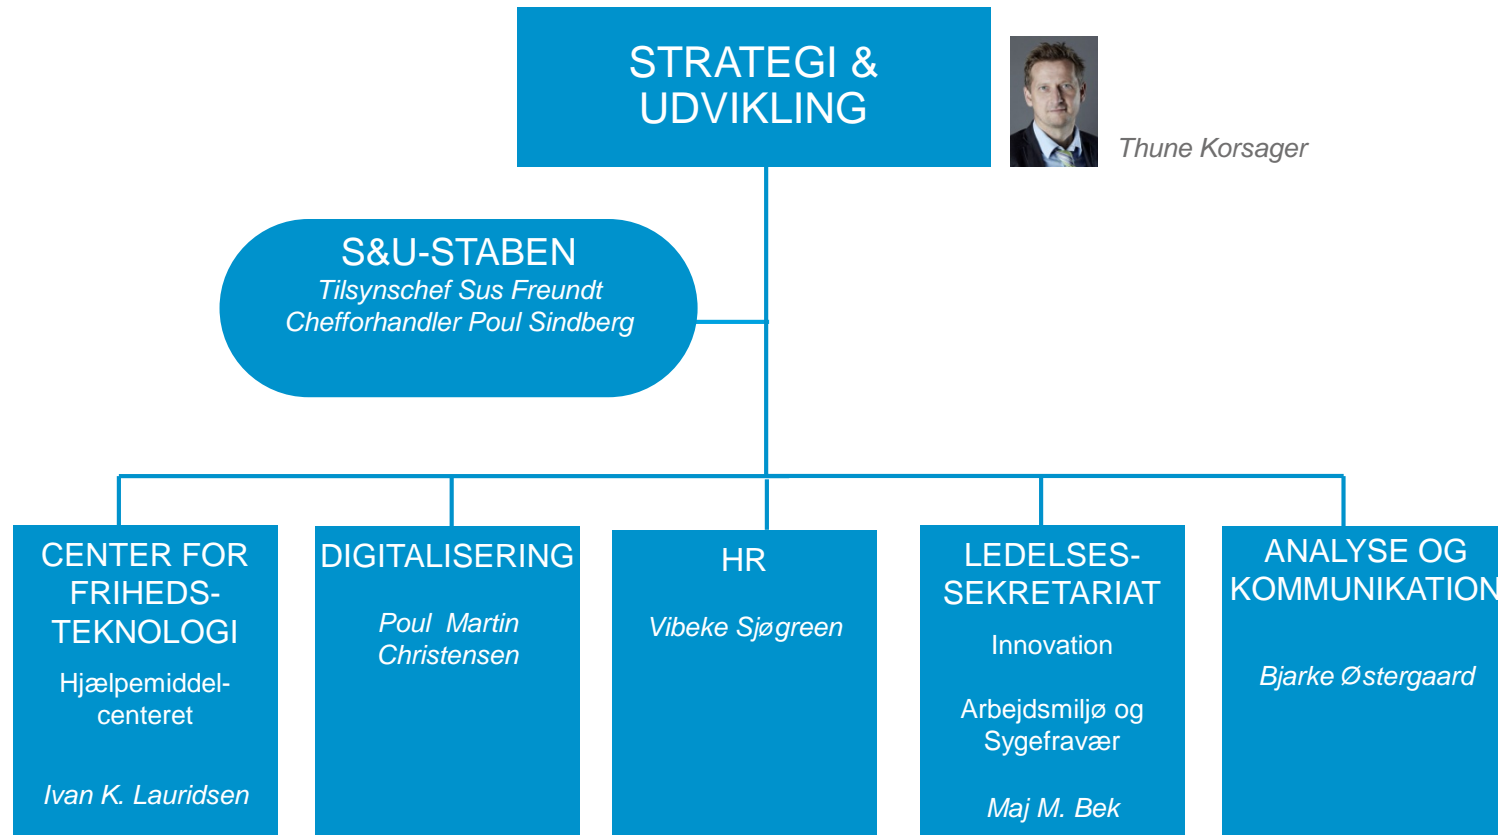 STRATEGI &
UDVIKLING
Thune Korsager
S&U-STABEN
Tilsynschef Sus Freundt
Chefforhandler Poul Sindberg
CENTER FOR
FRIHEDS-
TEKNOLOGI
Hjælpemiddel-
centeret
Ivan K. Lauridsen
DIGITALISERING
Poul Martin
Christensen
HR
Vibeke Sjøgreen
LEDELSES-
SEKRETARIAT
Innovation
Arbejdsmiljø og
Sygefravær
Maj M. Bek
ANALYSE OG
KOMMUNIKATION
Bjarke Østergaard